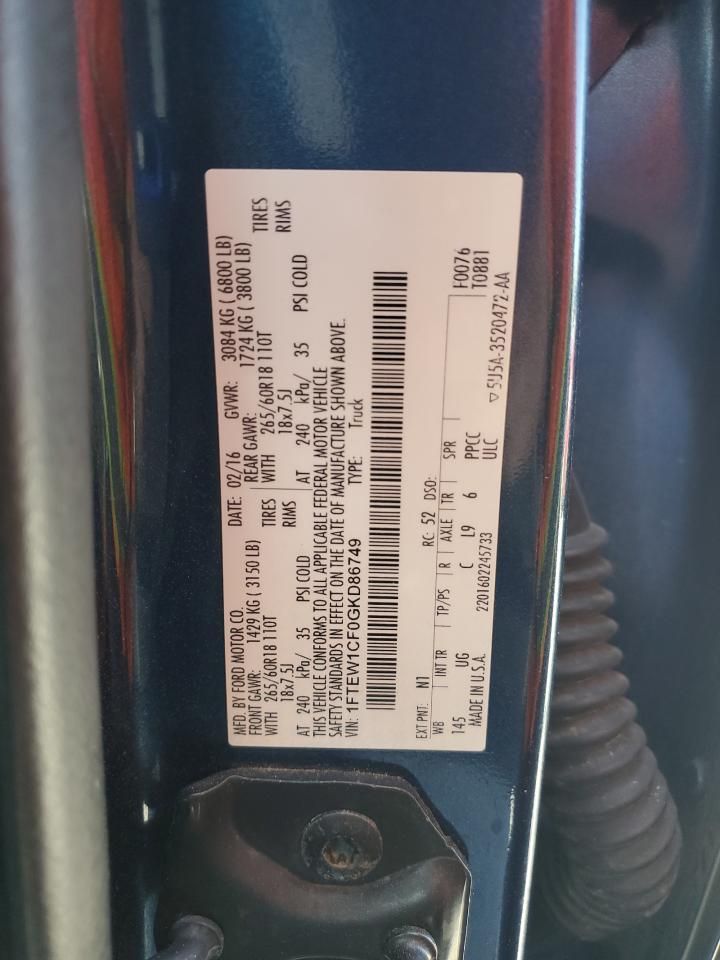 MFD. BY FORD MOTOR CO. DATE: 02/16 GVWR: 3084 KG ( 6800 LB)
FRONT GAWR: 1429 KG ( 3150 LB) REAR GAWR: 1724 KG ( 3800 LB)
WITH 265/60R18 110T TIRES WITH 265/60R18 110T TIRES
18x7.5J RIMS 18x7.5J RIMS
AT 240 kPa/ 35 PSI COLD AT 240 kPa/ 35 PSI COLD
THIS VEHICLE CONFORMS TO ALL APPLICABLE FEDERAL MOTOR VEHICLE
SAFETY STANDARDS IN EFFECT ON THE DATE OF MANUFACTURE SHOWN ABOVE.
VIN: 1FTEW1CF0GKD86749 TYPE: Truck
EXT PNT: N1 RC: 52 DSO:
WB INT TR TP/PS R AXLE TR SPR F0076
145 UG C L9 6 PPCC T0881
MADE IN U.S.A. 2201602245733 ULC ▽ 5U5A-3520472-AA